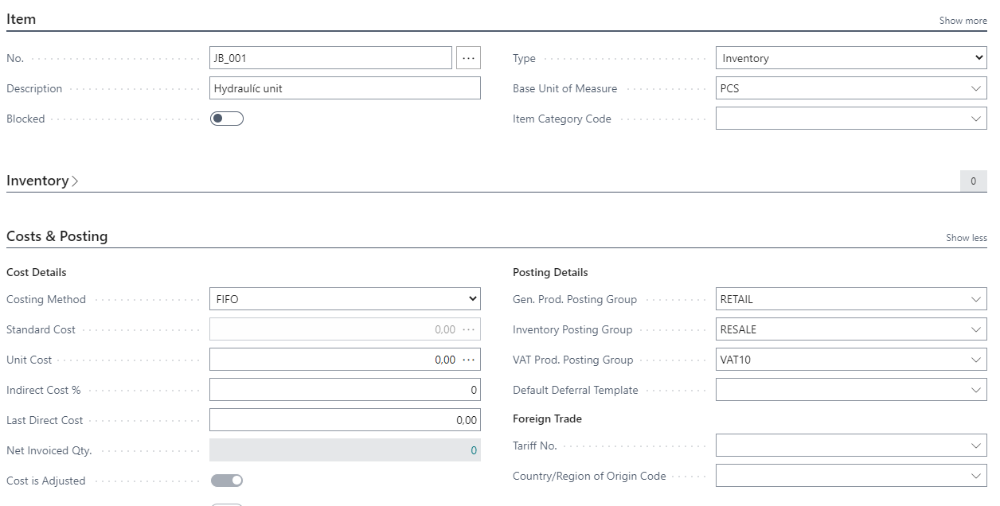 Item
Show more
No.
JB_001
Type
Inventory
Description
Hydraulíc unit
Base Unit of Measure
PCS
Blocked
Item Category Code
Inventory
0
Costs & Posting
Show less
Cost Details
Posting Details
Costing Method
FIFO
Gen. Prod. Posting Group
RETAIL
Standard Cost
0,00
Inventory Posting Group
RESALE
Unit Cost
0,00
VAT Prod. Posting Group
VAT10
Indirect Cost %
0
Default Deferral Template
Last Direct Cost
0,00
Foreign Trade
Net Invoiced Qty.
0
Tariff No.
Cost is Adjusted
Country/Region of Origin Code